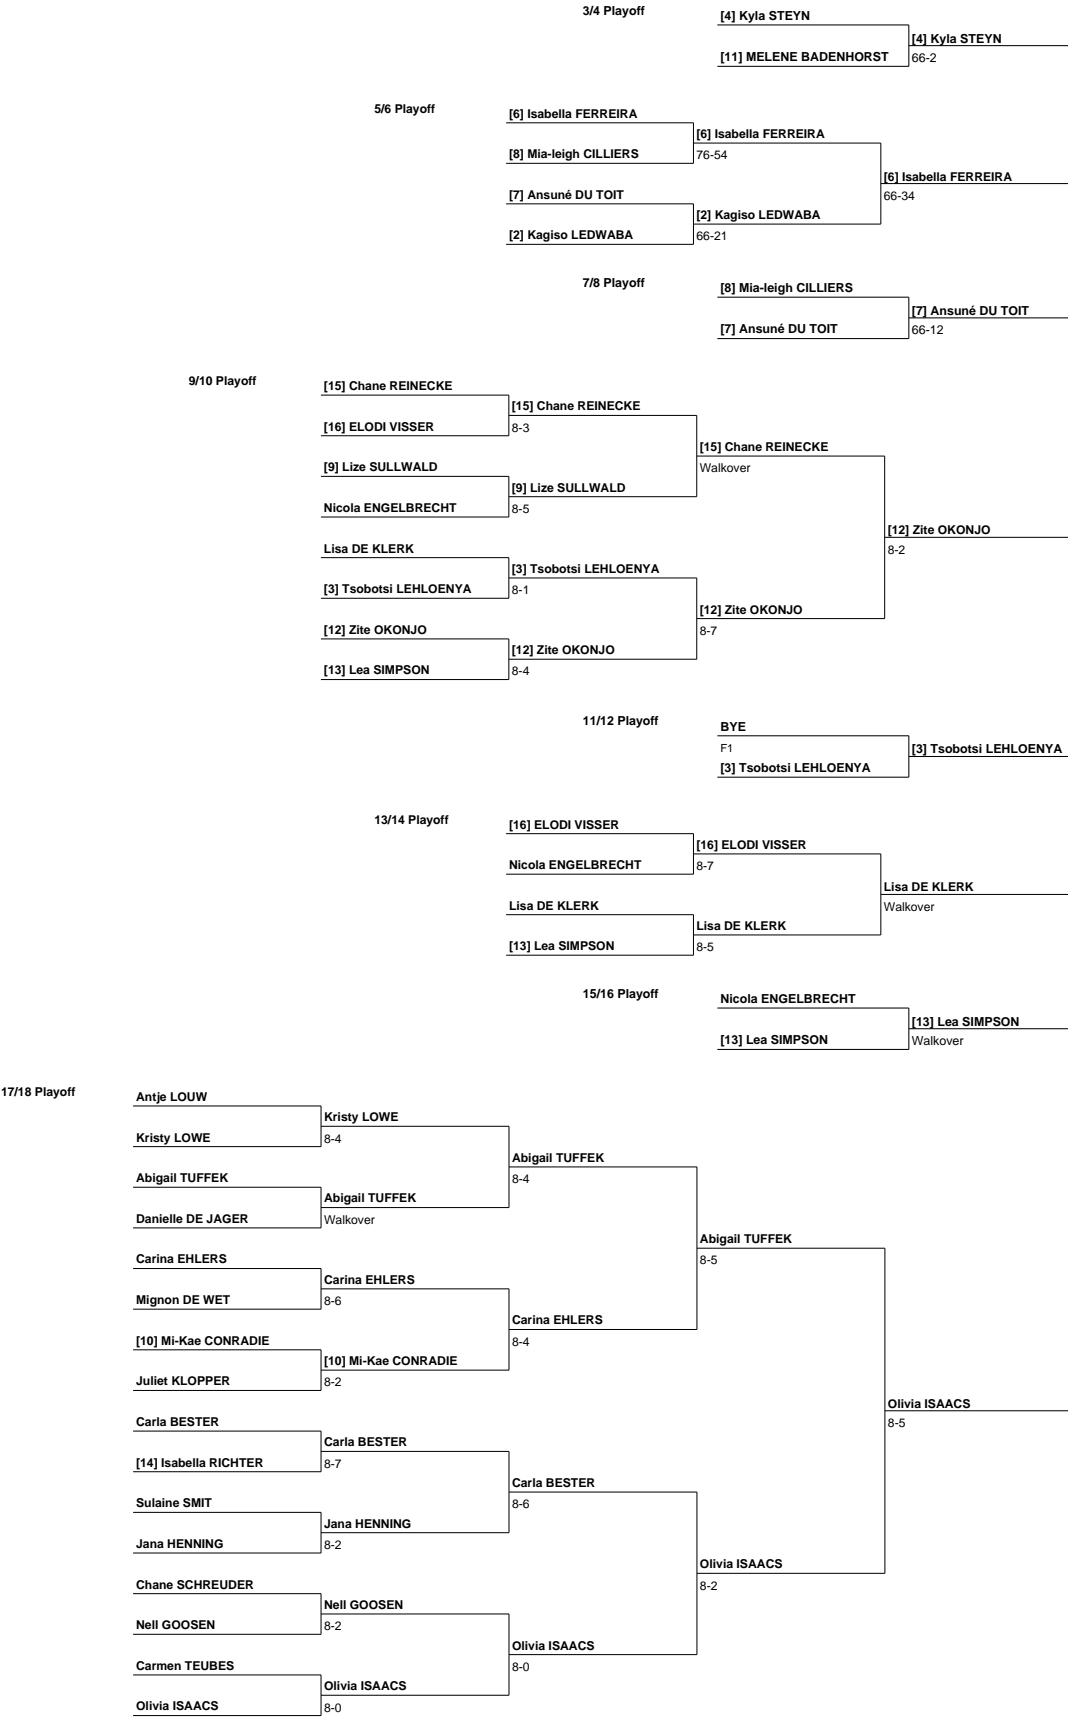 3/4 Playoff
[4] Kyla STEYN
[4] Kyla STEYN
[11] MELENE BADENHORST
66-2
5/6 Playoff
[6] Isabella FERREIRA
[6] Isabella FERREIRA
[8] Mia-leigh CILLIERS
76-54
[6] Isabella FERREIRA
[7] Ansuné DU TOIT
66-34
[2] Kagiso LEDWABA
[2] Kagiso LEDWABA
66-21
7/8 Playoff
[8] Mia-leigh CILLIERS
[7] Ansuné DU TOIT
[7] Ansuné DU TOIT
66-12
9/10 Playoff
[15] Chane REINECKE
[15] Chane REINECKE
[16] ELODI VISSER
8-3
[15] Chane REINECKE
[9] Lize SULLWALD
Walkover
[9] Lize SULLWALD
Nicola ENGELBRECHT
8-5
[12] Zite OKONJO
Lisa DE KLERK
8-2
[3] Tsobotsi LEHLOENYA
[3] Tsobotsi LEHLOENYA
8-1
[12] Zite OKONJO
[12] Zite OKONJO
8-7
[12] Zite OKONJO
[13] Lea SIMPSON
8-4
11/12 Playoff
BYE
F1
[3] Tsobotsi LEHLOENYA
[3] Tsobotsi LEHLOENYA
13/14 Playoff
[16] ELODI VISSER
[16] ELODI VISSER
Nicola ENGELBRECHT
8-7
Lisa DE KLERK
Lisa DE KLERK
Walkover
Lisa DE KLERK
[13] Lea SIMPSON
8-5
15/16 Playoff
Nicola ENGELBRECHT
[13] Lea SIMPSON
[13] Lea SIMPSON
Walkover
17/18 Playoff
Antje LOUW
Kristy LOWE
Kristy LOWE
8-4
Abigail TUFFEK
Abigail TUFFEK
8-4
Abigail TUFFEK
Danielle DE JAGER
Walkover
Abigail TUFFEK
Carina EHLERS
8-5
Carina EHLERS
Mignon DE WET
8-6
Carina EHLERS
[10] Mi-Kae CONRADIE
8-4
[10] Mi-Kae CONRADIE
Juliet KLOPPER
8-2
Olivia ISAACS
Carla BESTER
8-5
Carla BESTER
[14] Isabella RICHTER
8-7
Carla BESTER
Sulaine SMIT
8-6
Jana HENNING
Jana HENNING
8-2
Olivia ISAACS
Chane SCHREUDER
8-2
Nell GOOSEN
Nell GOOSEN
8-2
Olivia ISAACS
Carmen TEUBES
8-0
Olivia ISAACS
Olivia ISAACS
8-0